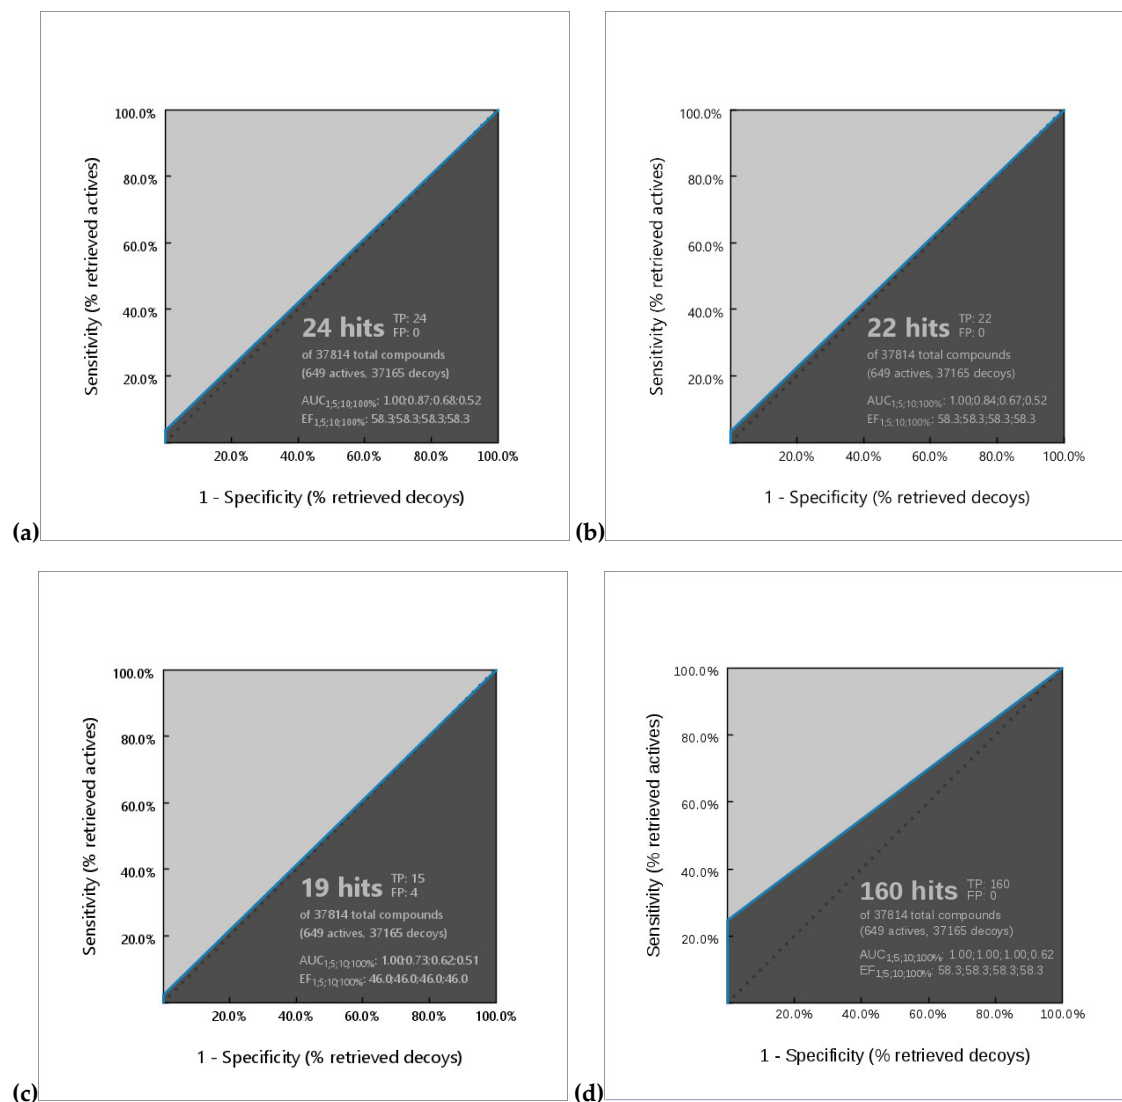 100.0%
80.0%
60.0%
40.0%
20.0%
Sensitivity (% retrieved actives)
24 hits TP: 24
FP: 0
of 37814 total compounds
(649 actives, 37165 decoys)
AUC1;5;10;100%: 1.00;0.87;0.68;0.52
EF1;5;10;100%: 58.3;58.3;58.3;58.3
20.0% 40.0% 60.0% 80.0% 100.0%
1 - Specificity (% retrieved decoys)
(a)
100.0%
80.0%
60.0%
40.0%
20.0%
Sensitivity (% retrieved actives)
22 hits TP: 22
FP: 0
of 37814 total compounds
(649 actives, 37165 decoys)
AUC1;5;10;100%: 1.00;0.84;0.67;0.52
EF1;5;10;100%: 58.3;58.3;58.3;58.3
20.0% 40.0% 60.0% 80.0% 100.0%
1 - Specificity (% retrieved decoys)
(b)
100.0%
80.0%
60.0%
40.0%
20.0%
Sensitivity (% retrieved actives)
19 hits TP: 15
FP: 4
of 37814 total compounds
(649 actives, 37165 decoys)
AUC1;5;10;100%: 1.00;0.73;0.62;0.51
EF1;5;10;100%: 46.0;46.0;46.0;46.0
20.0% 40.0% 60.0% 80.0% 100.0%
1 - Specificity (% retrieved decoys)
(c)
100.0%
80.0%
60.0%
40.0%
20.0%
Sensitivity (% retrieved actives)
160 hits TP: 160
FP: 0
of 37814 total compounds
(649 actives, 37165 decoys)
AUC1;5;10;100%: 1.00;1.00;1.00;0.62
EF1;5;10;100%: 58.3;58.3;58.3;58.3
20.0% 40.0% 60.0% 80.0% 100.0%
1 - Specificity (% retrieved decoys)
(d)